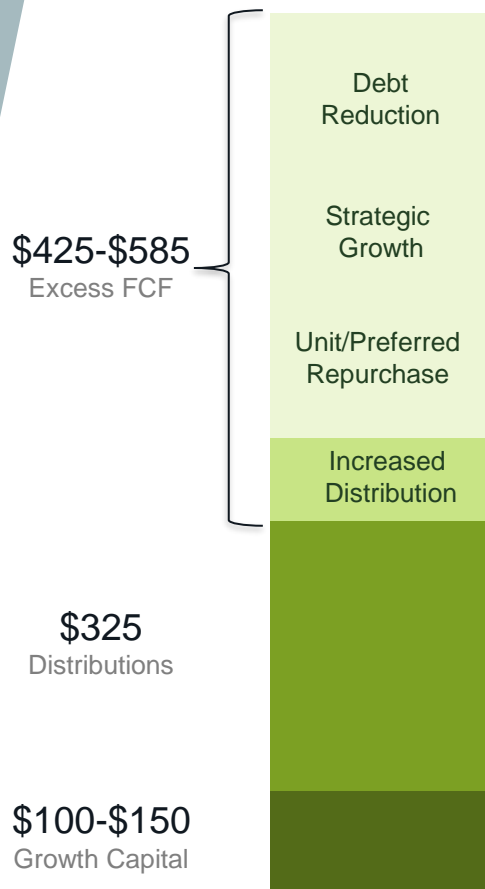 Debt
Reduction
Strategic
Growth
$425-$585
Excess FCF
Unit/Preferred
Repurchase
Increased
Distribution
$325
Distributions
$100-$150
Growth Capital